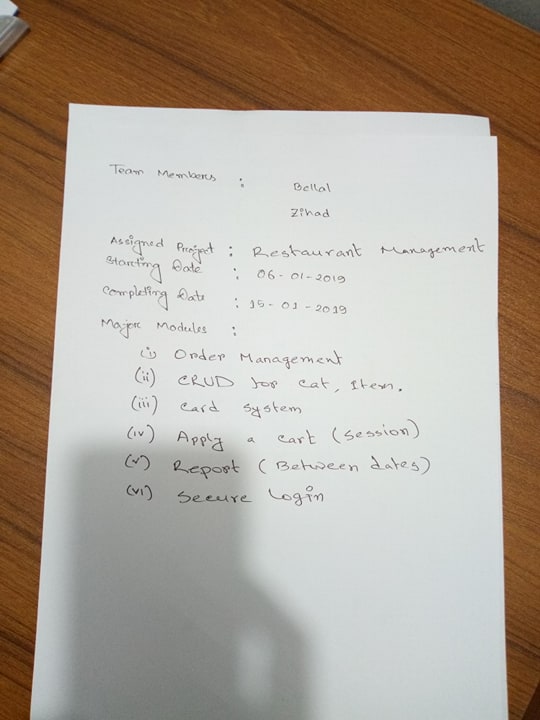 Team Members :
Bellal
Zihad
Assigned Project : Restaurant Management
Starting Date : 06-01-2019
Completing Date : 15-01-2019
Major Modules :
(i) Order Management
(ii) CRUD for Cat, Item.
(iii) Card system
(iv) Apply a cart (Session)
(v) Report (Between dates)
(vi) Secure Login